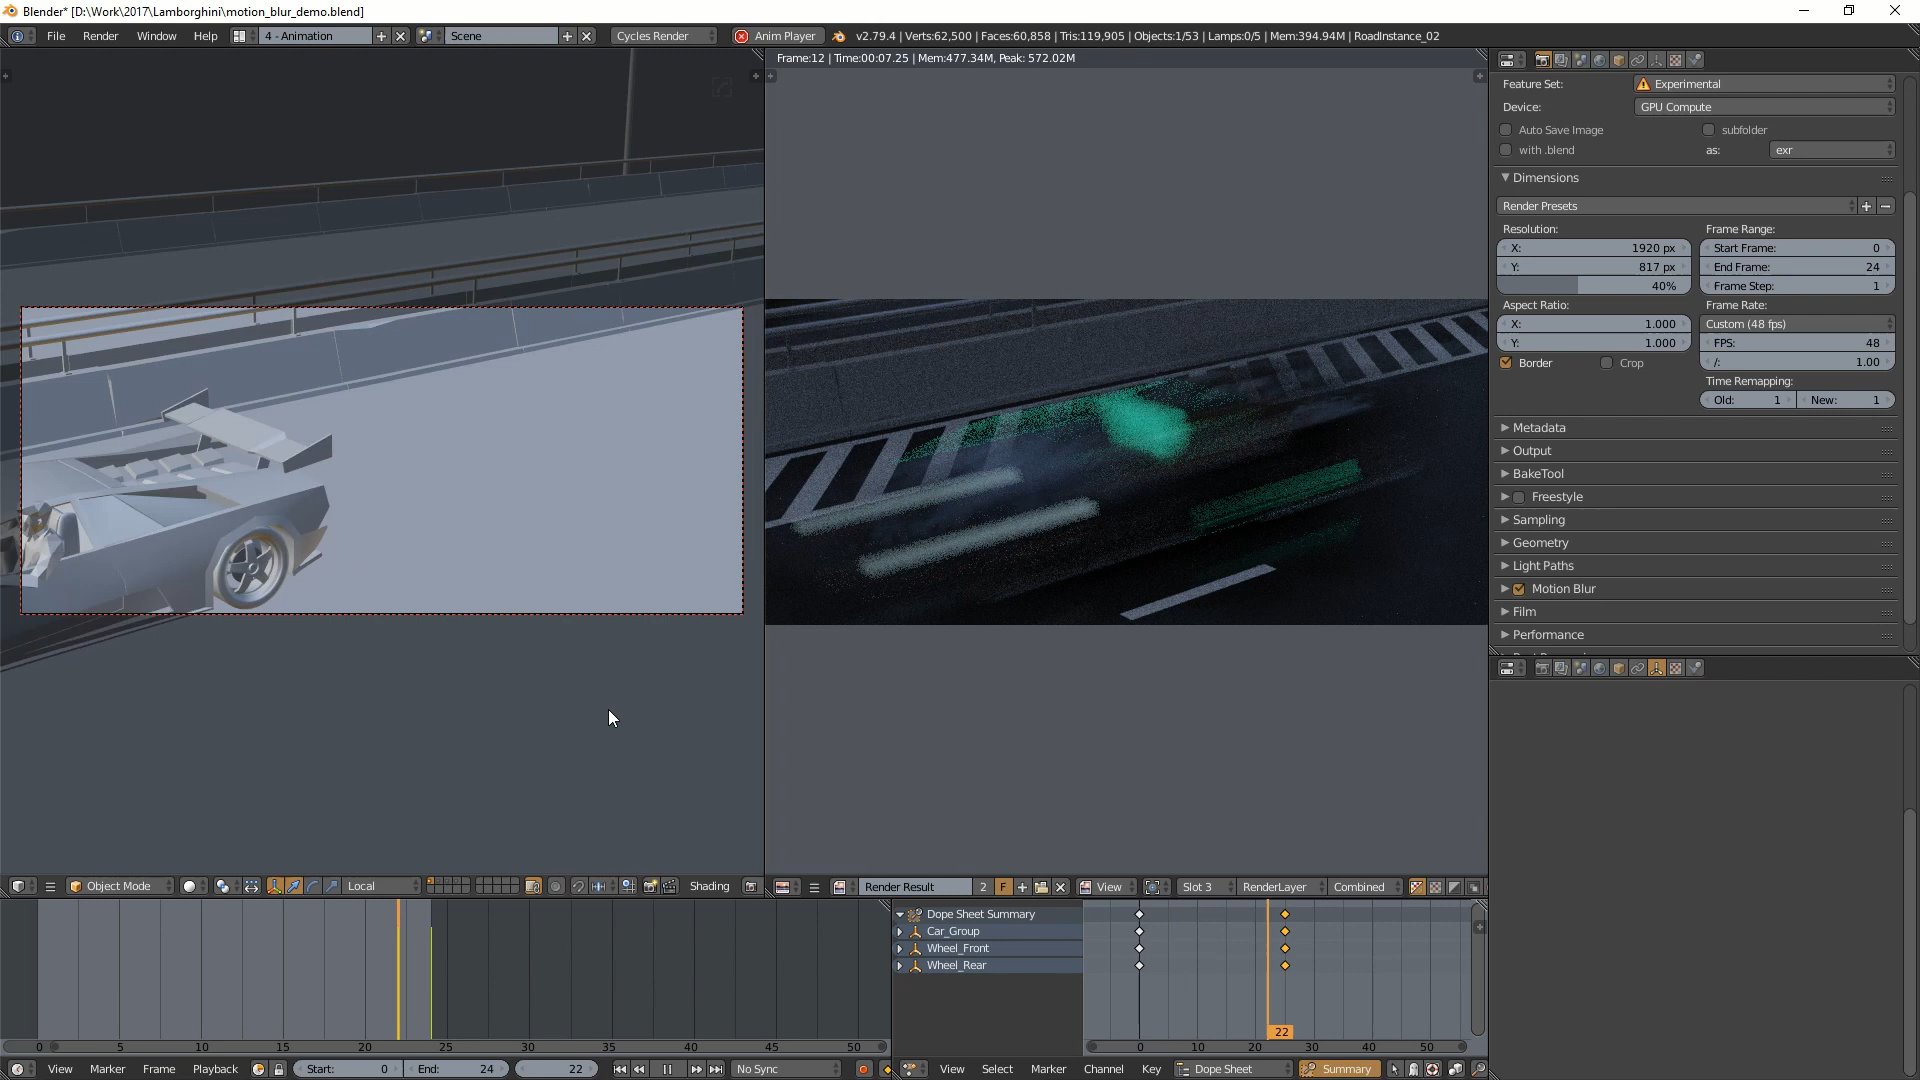 Blender* [D:\Work\2017\Lamborghini\motion_blur_demo.blend]
File Render Window Help 4 - Animation Scene Cycles Render Anim Player v2.79.4 | Verts:62,500 | Faces:60,858 | Tris:119,905 | Objects:1/53 | Lamps:0/5 | Mem:394.94M | RoadInstance_02
Frame:12 | Time:00:07.25 | Mem:477.34M, Peak: 572.02M
Feature Set: Experimental
Device: GPU Compute
Auto Save Image subfolder
with .blend as: exr
Dimensions
Render Presets
Resolution: Frame Range:
X: 1920 px Start Frame: 0
Y: 817 px End Frame: 24
40% Frame Step: 1
Aspect Ratio: Frame Rate:
X: 1.000 Custom (48 fps)
Y: 1.000 FPS: 48
Border Crop /: 1.00
Time Remapping:
Old: 1 New: 1
Metadata
Output
BakeTool
Freestyle
Sampling
Geometry
Light Paths
Motion Blur
Film
Performance
Object Mode Local Shading
Render Result 2 F View Slot 3 RenderLayer Combined
Dope Sheet Summary
Car_Group
Wheel_Front
Wheel_Rear
22
0 5 10 15 20 25 30 35 40 45 50
0 10 20 30 40 50
View Marker Frame Playback Start: 0 End: 24 22 No Sync
View Select Marker Channel Key Dope Sheet Summary